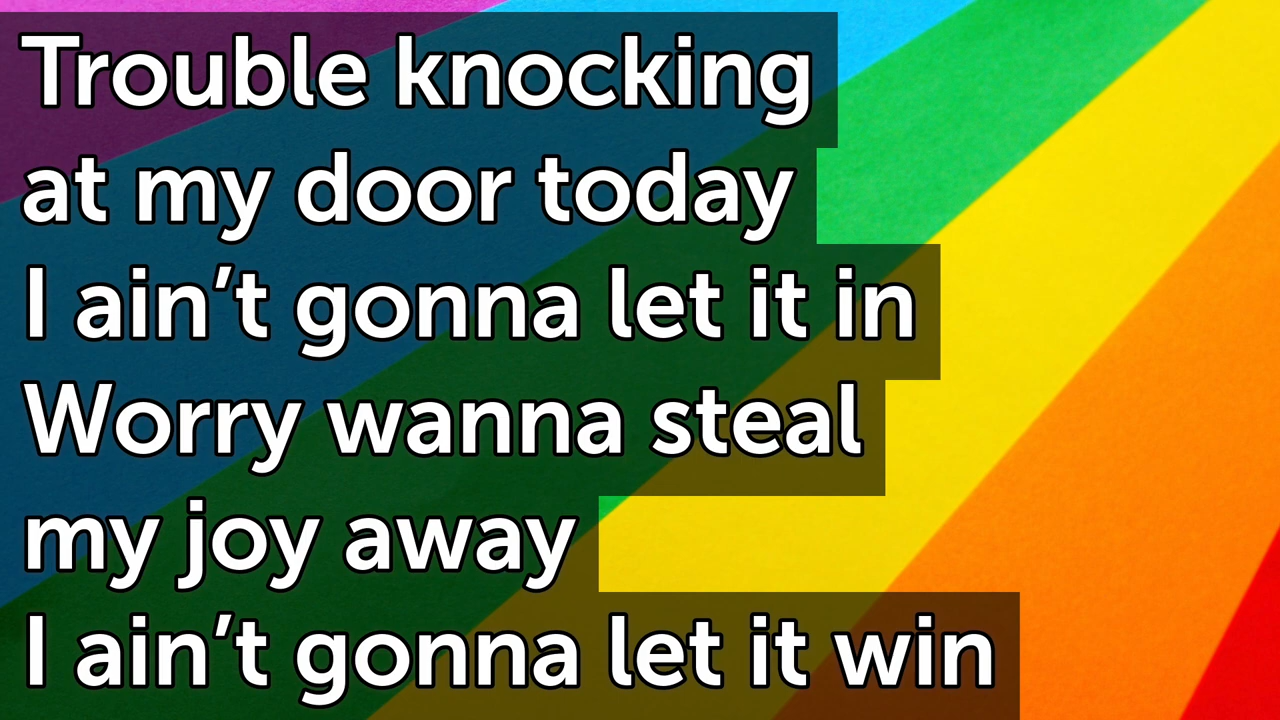 Trouble knocking
at my door today
I ain’t gonna let it in
Worry wanna steal
my joy away
I ain’t gonna let it win